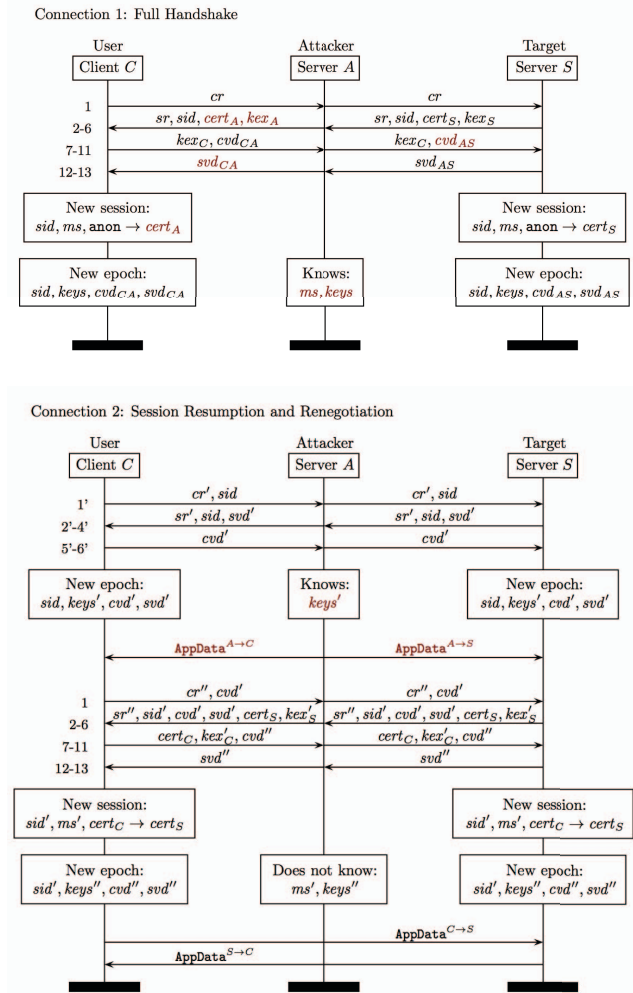 Connection 1: Full Handshake
User Attacker Target
Client C Server A Server S
1 cr cr
2-6 sr, sid, cert_A, kex_A sr, sid, cert_S, kex_S
7-11 kex_C, cvd_CA kex_C, cvd_AS
12-13 svd_CA svd_AS
New session: New session:
sid, ms, anon → cert_A sid, ms, anon → cert_S
New epoch: Knows: New epoch:
sid, keys, cvd_CA, svd_CA ms, keys sid, keys, cvd_AS, svd_AS
Connection 2: Session Resumption and Renegotiation
User Attacker Target
Client C Server A Server S
1' cr′, sid cr′, sid
2'-4' sr′, sid, svd′ sr′, sid, svd′
5'-6' cvd′ cvd′
New epoch: Knows: New epoch:
sid, keys′, cvd′, svd′ keys′ sid, keys′, cvd′, svd′
AppData^A→C AppData^A→S
1 cr″, cvd′ cr″, cvd′
2-6 sr″, sid′, cvd′, svd′, cert_S, kex′_S sr″, sid′, cvd′, svd′, cert_S, kex′_S
7-11 cert_C, kex′_C, cvd″ cert_C, kex′_C, cvd″
12-13 svd″ svd″
New session: New session:
sid′, ms′, cert_C → cert_S sid′, ms′, cert_C → cert_S
New epoch: Does not know: New epoch:
sid′, keys″, cvd″, svd″ ms′, keys″ sid′, keys″, cvd″, svd″
AppData^C→S
AppData^S→C